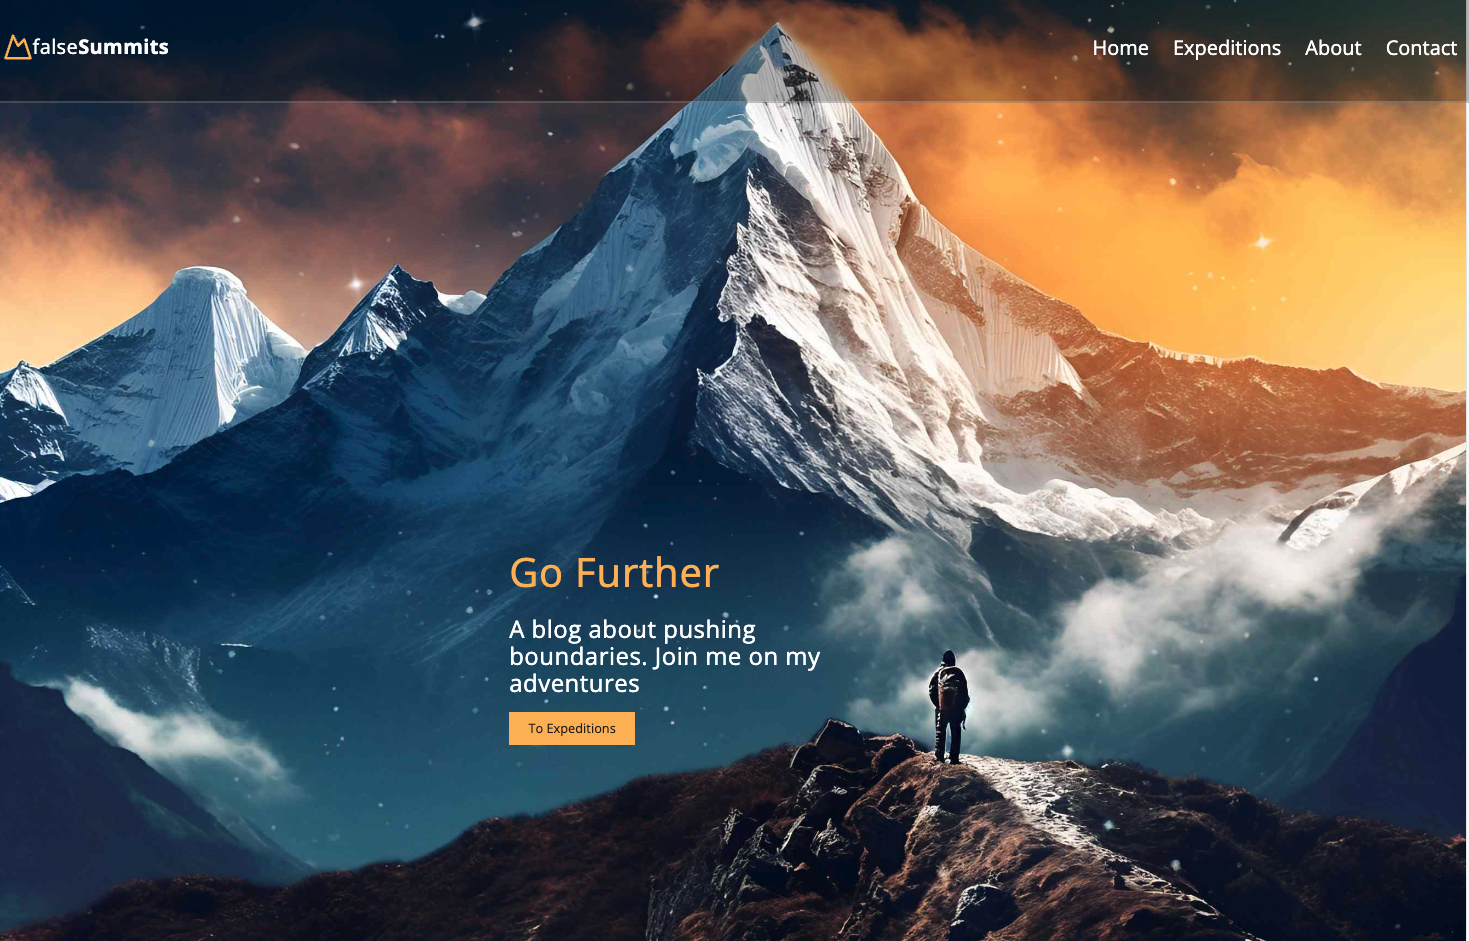 falseSummits
Home Expeditions About Contact
Go Further
A blog about pushing
boundaries. Join me on my
adventures
To Expeditions